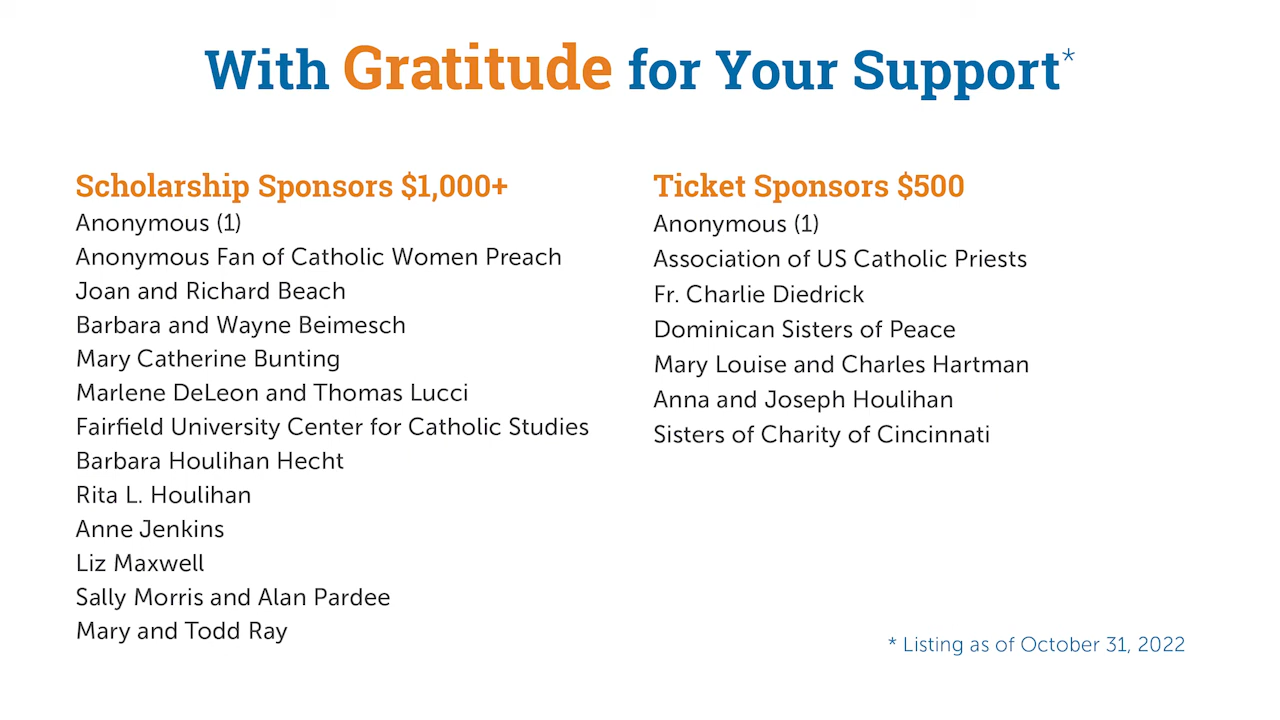 With Gratitude for Your Support*
Scholarship Sponsors $1,000+
Anonymous (1)
Anonymous Fan of Catholic Women Preach
Joan and Richard Beach
Barbara and Wayne Beimesch
Mary Catherine Bunting
Marlene DeLeon and Thomas Lucci
Fairfield University Center for Catholic Studies
Barbara Houlihan Hecht
Rita L. Houlihan
Anne Jenkins
Liz Maxwell
Sally Morris and Alan Pardee
Mary and Todd Ray
Ticket Sponsors $500
Anonymous (1)
Association of US Catholic Priests
Fr. Charlie Diedrick
Dominican Sisters of Peace
Mary Louise and Charles Hartman
Anna and Joseph Houlihan
Sisters of Charity of Cincinnati
* Listing as of October 31, 2022